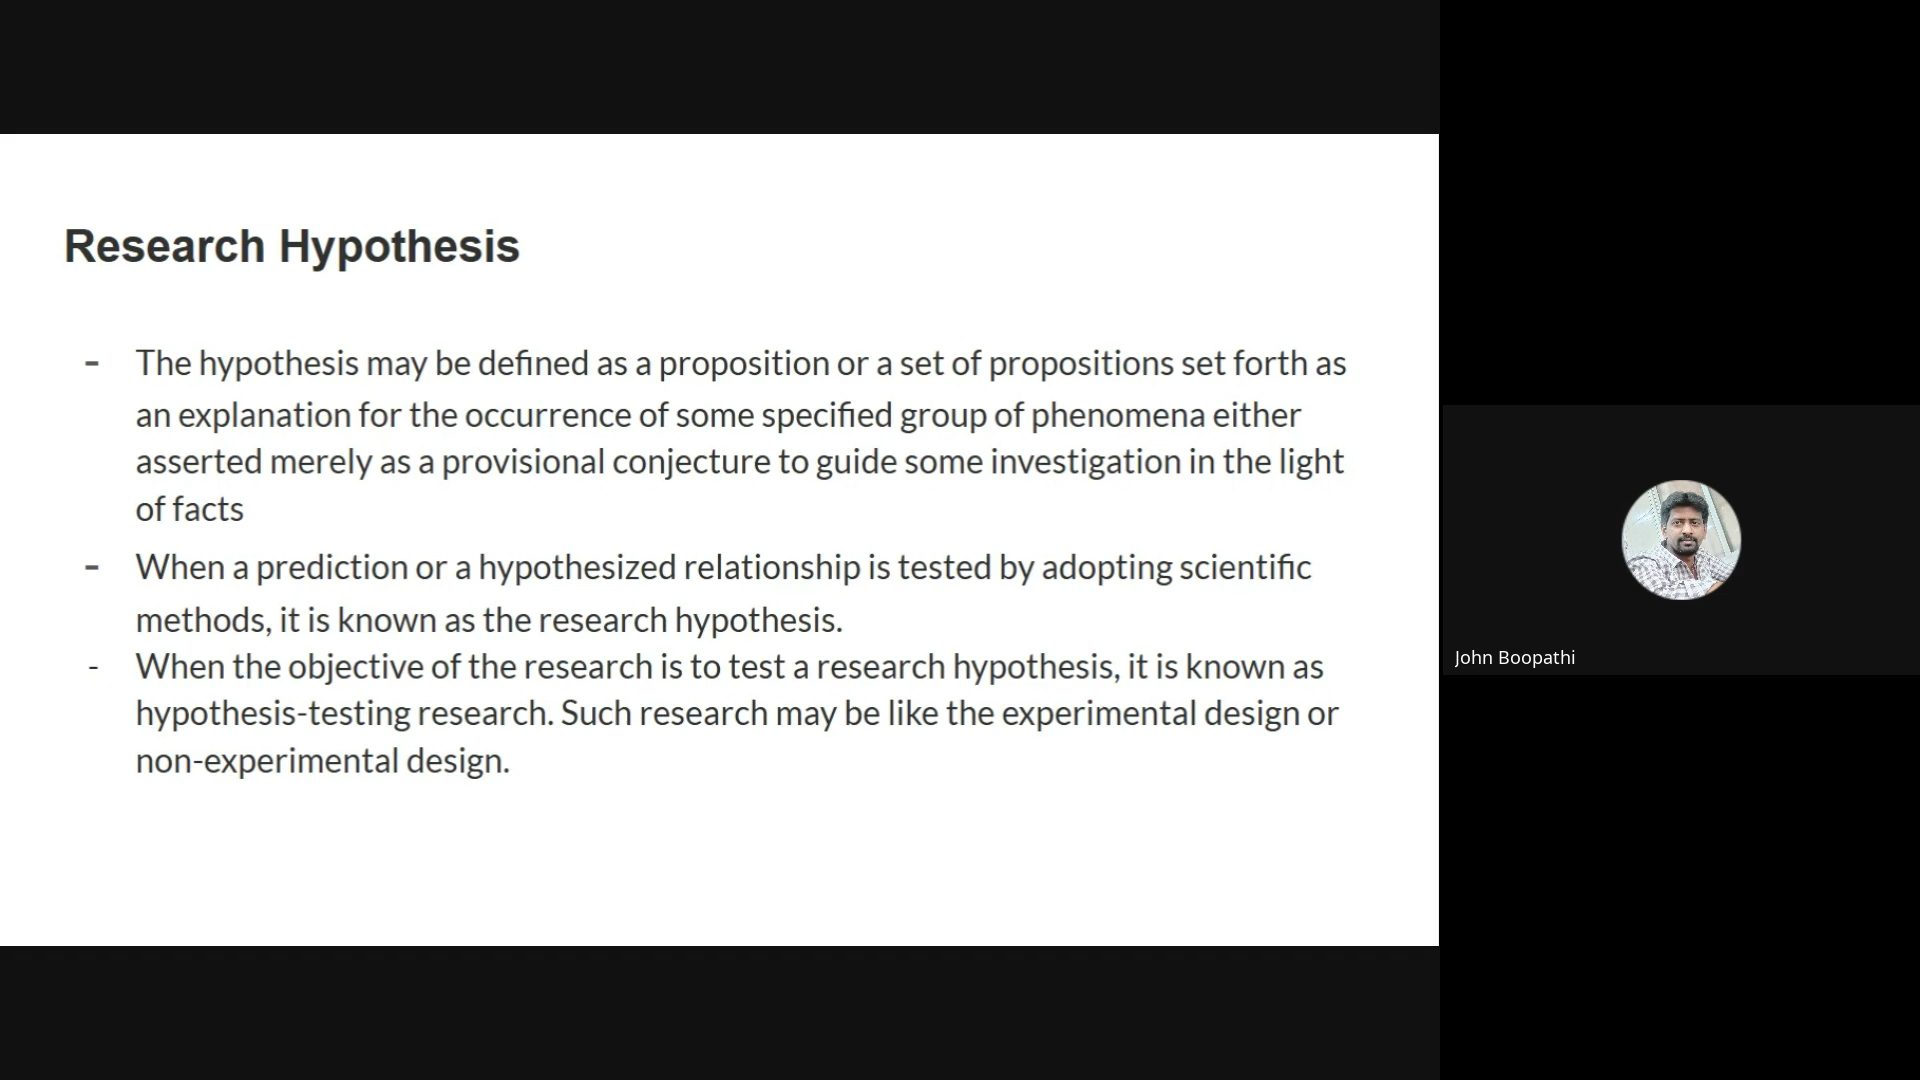 Research Hypothesis
- The hypothesis may be defined as a proposition or a set of propositions set forth as
an explanation for the occurrence of some specified group of phenomena either
asserted merely as a provisional conjecture to guide some investigation in the light
of facts
- When a prediction or a hypothesized relationship is tested by adopting scientific
methods, it is known as the research hypothesis.
- When the objective of the research is to test a research hypothesis, it is known as
hypothesis-testing research. Such research may be like the experimental design or
non-experimental design.
John Boopathi